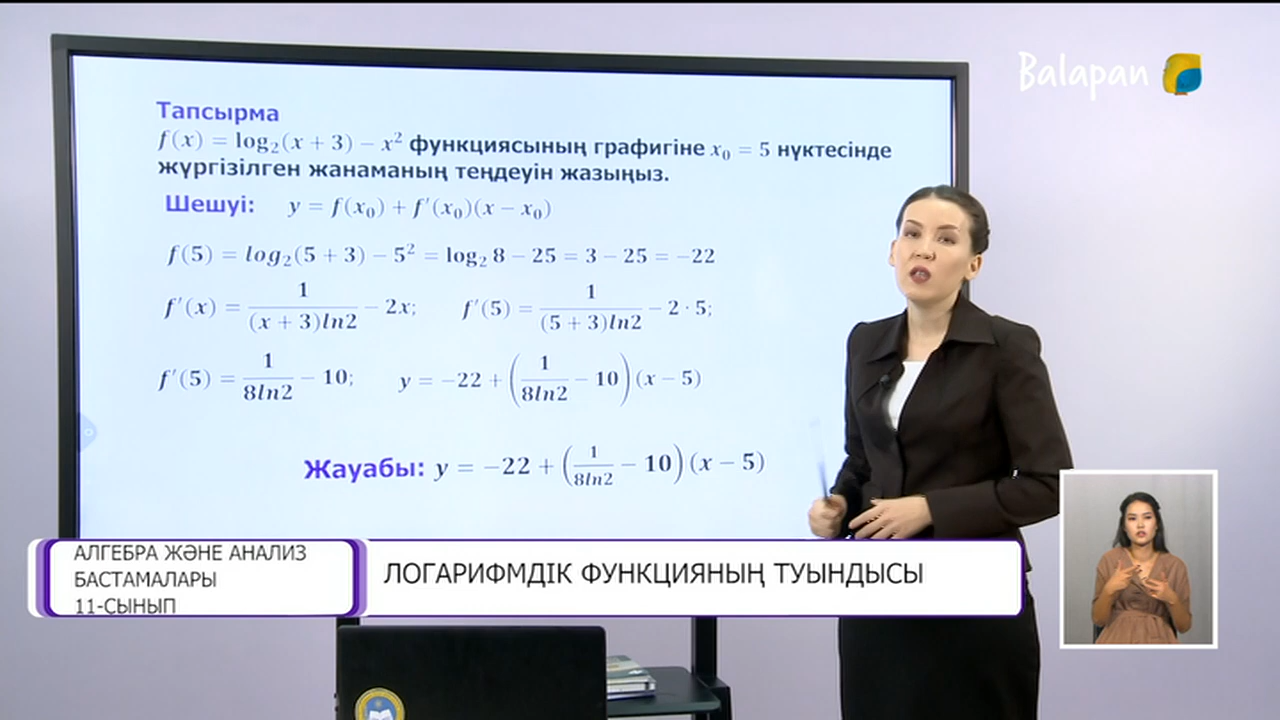 Balapan
Тапсырма
f(x) = log₂(x + 3) − x² функциясының графигіне x₀ = 5 нүктесінде
жүргізілген жанаманың теңдеуін жазыңыз.
Шешуі: y = f(x₀) + f′(x₀)(x − x₀)
f(5) = log₂(5 + 3) − 5² = log₂ 8 − 25 = 3 − 25 = −22
f′(x) = 1/((x + 3)ln2) − 2x; f′(5) = 1/((5 + 3)ln2) − 2 · 5;
f′(5) = 1/(8ln2) − 10; y = −22 + (1/(8ln2) − 10)(x − 5)
Жауабы: y = −22 + (1/(8ln2) − 10)(x − 5)
АЛГЕБРА ЖӘНЕ АНАЛИЗ
БАСТАМАЛАРЫ
11-СЫНЫП
ЛОГАРИФМДІК ФУНКЦИЯНЫҢ ТУЫНДЫСЫ